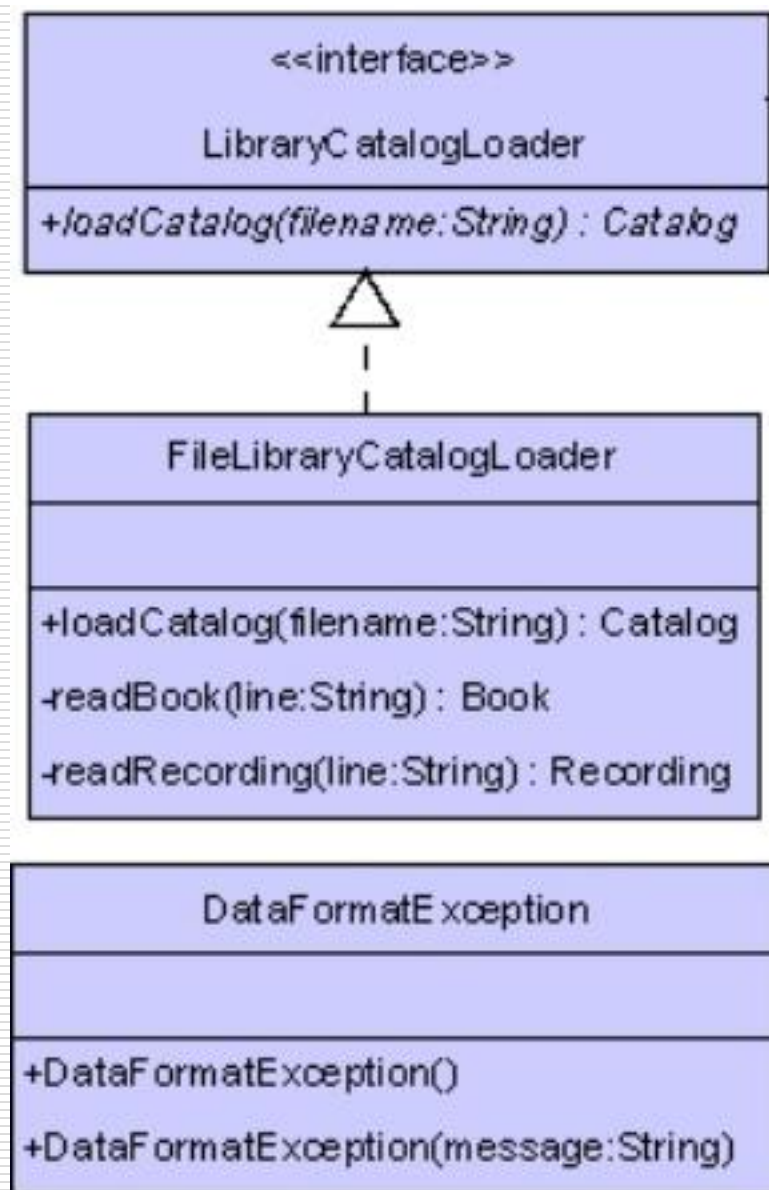 <<interface>>
LibraryCatalogLoader
+loadCatalog(filename:String) : Catalog
FileLibraryCatalogLoader
+loadCatalog(filename:String) : Catalog
-readBook(line:String) : Book
-readRecording(line:String) : Recording
DataFormatException
+DataFormatException()
+DataFormatException(message:String)